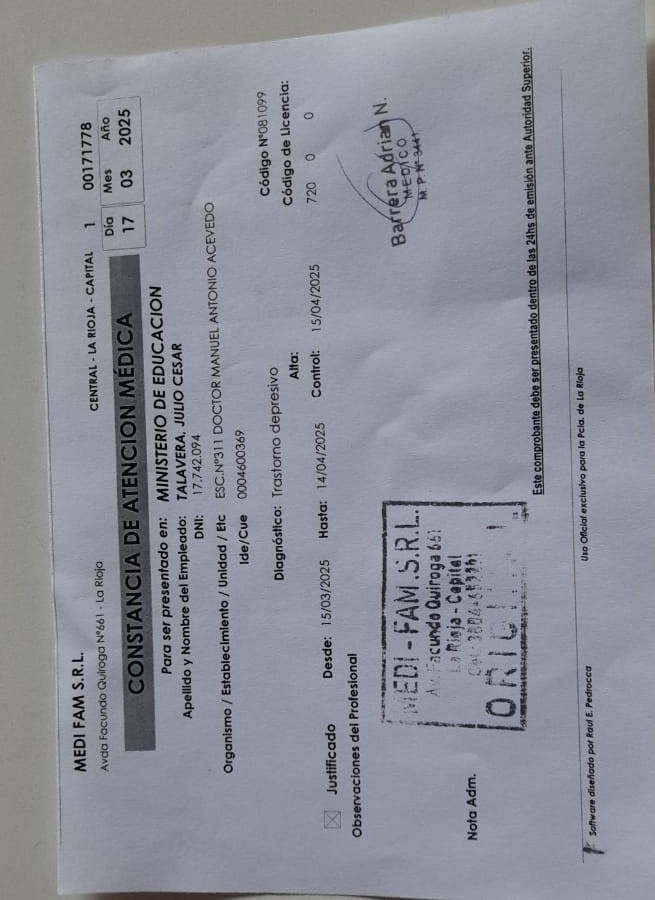 MEDI FAM S.R.L.
Avda Facundo Quiroga Nº661 - La Rioja
CENTRAL - LA RIOJA - CAPITAL 1 00171778
CONSTANCIA DE ATENCION MÉDICA
Día Mes Año
17 03 2025
Para ser presentado en: MINISTERIO DE EDUCACION
Apellido y Nombre del Empleado: TALAVERA, JULIO CESAR
DNI: 17.742.094
Organismo / Establecimiento / Unidad / Etc ESC.Nº311 DOCTOR MANUEL ANTONIO ACEVEDO
Ide/Cue 0004600369
Código Nº081099
Diagnóstico: Trastorno depresivo
Código de Licencia:
Alta:
720 0 0
Justificado Desde: 15/03/2025 Hasta: 14/04/2025 Control: 15/04/2025
Observaciones del Profesional
MEDI-FAM.S.R.L.
Av. Facundo Quiroga 661
La Rioja - Capital
ORIGINAL
Barrera Adrian N.
MEDICO
M.P.Nº 3441
Nota Adm.
Este comprobante debe ser presentado dentro de las 24hs de emisión ante Autoridad Superior.
Software diseñado por Raul E. Pedrocca
Uso Oficial exclusivo para la Pcia. de La Rioja